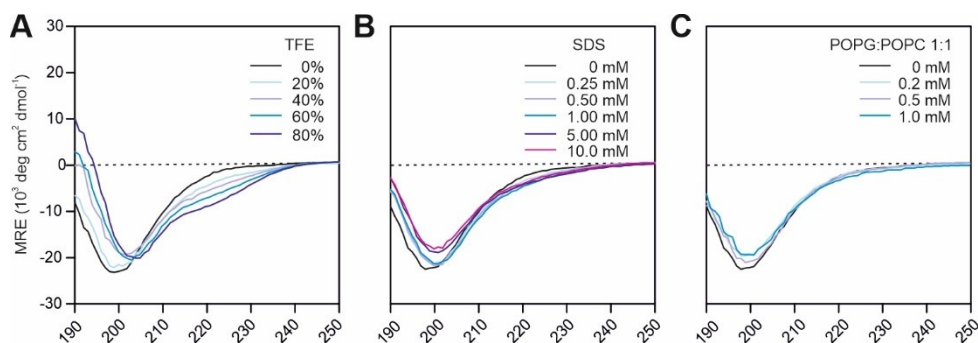 A
TFE
0%
20%
40%
60%
80%
MRE (10³ deg cm² dmol⁻¹)
30
20
10
0
-10
-20
-30
190
200
210
220
230
240
250
B
SDS
0 mM
0.25 mM
0.50 mM
1.00 mM
5.00 mM
10.0 mM
190
200
210
220
230
240
250
C
POPG:POPC 1:1
0 mM
0.2 mM
0.5 mM
1.0 mM
190
200
210
220
230
240
250